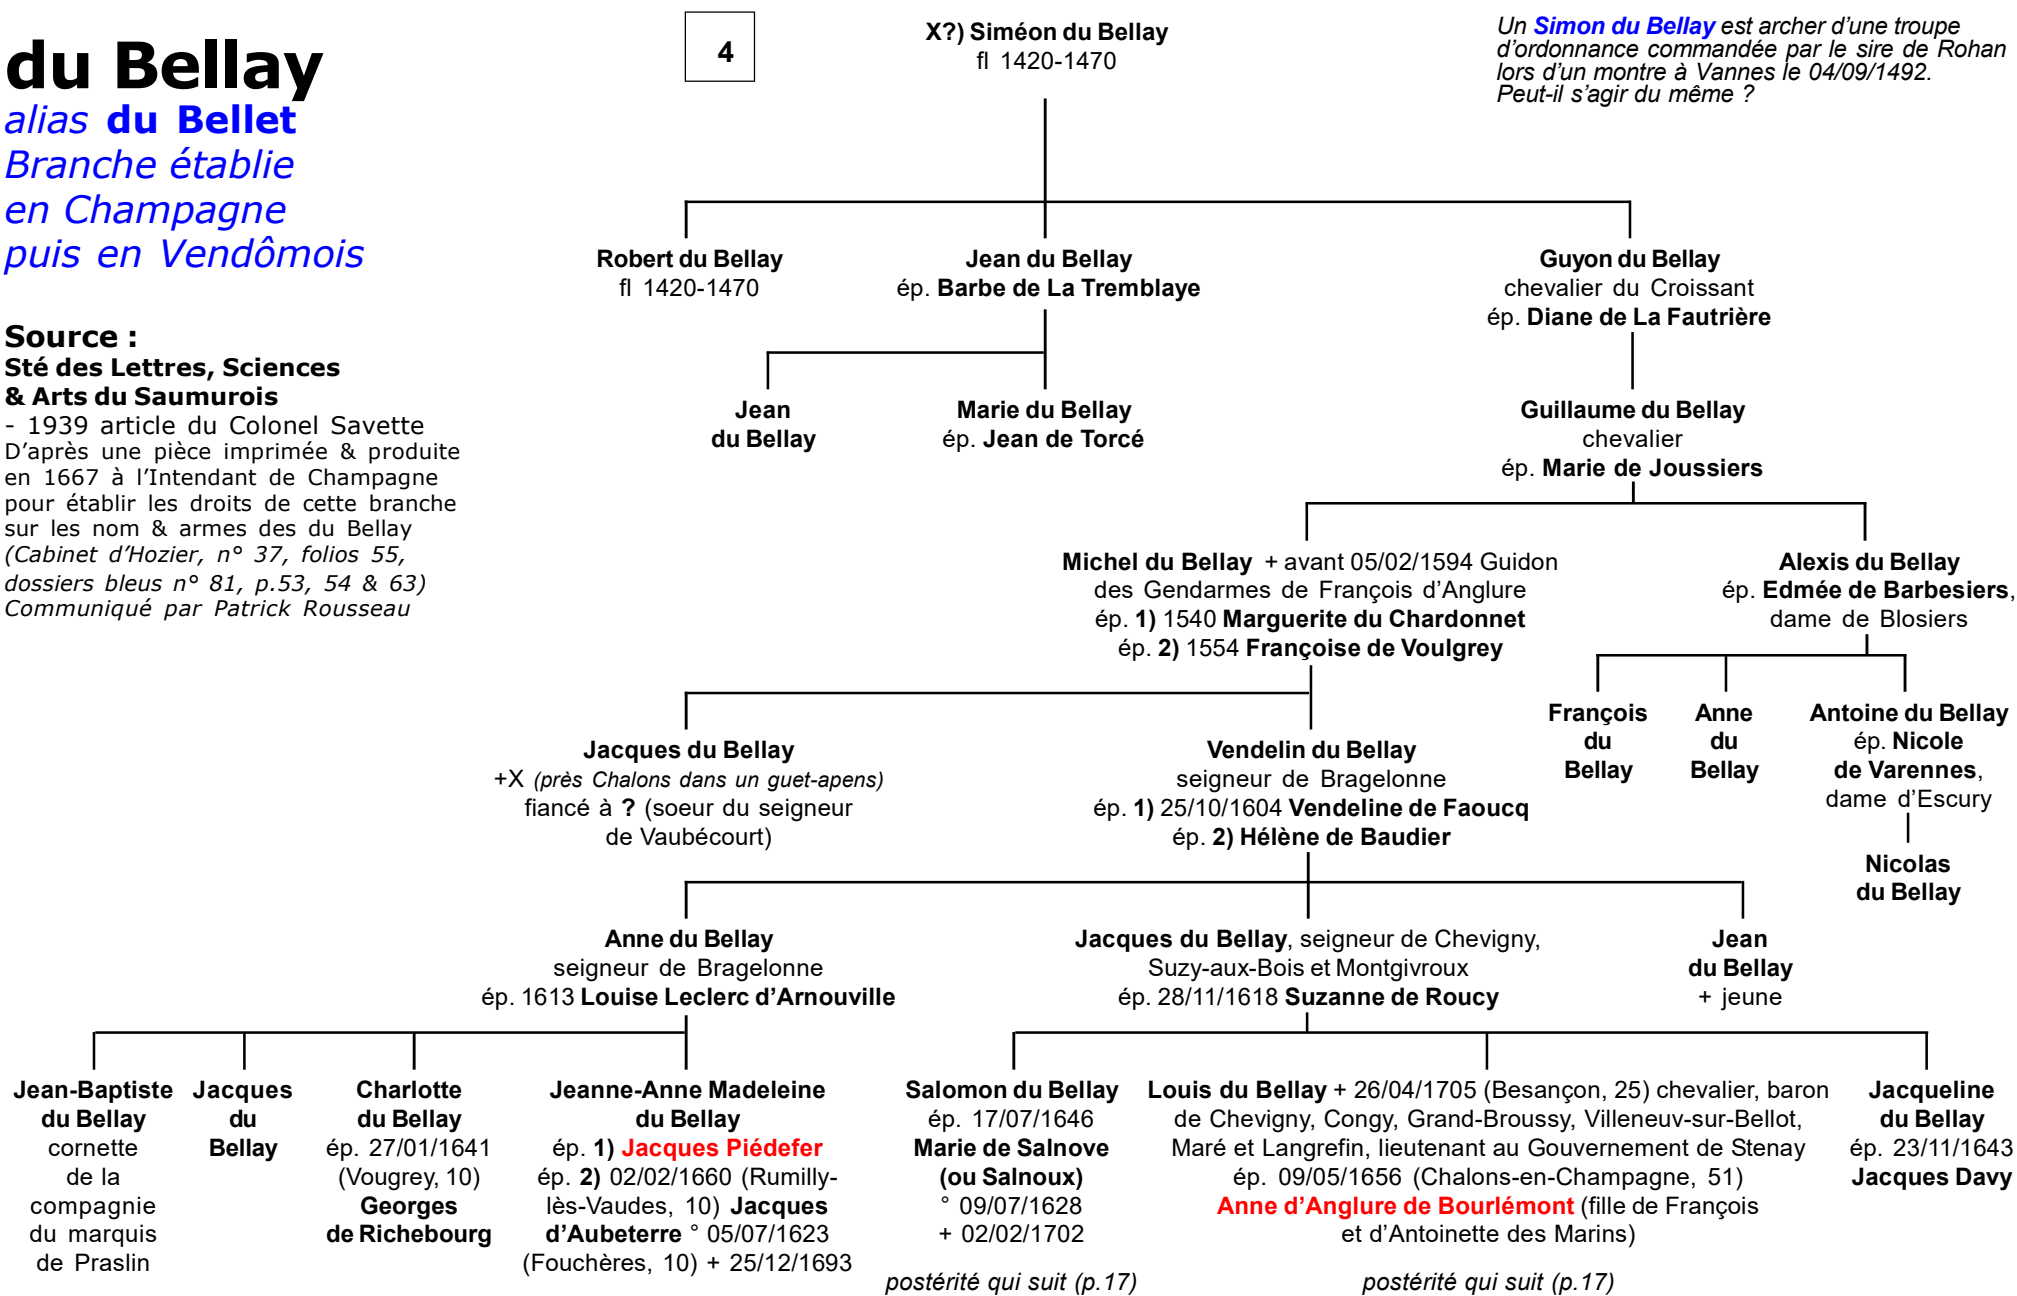 du Bellay
alias du Bellet
Branche établie
en Champagne
puis en Vendômois
Source :
Sté des Lettres, Sciences
& Arts du Saumurois
- 1939 article du Colonel Savette
D’après une pièce imprimée & produite
en 1667 à l’Intendant de Champagne
pour établir les droits de cette branche
sur les nom & armes des du Bellay
(Cabinet d’Hozier, n° 37, folios 55,
dossiers bleus n° 81, p.53, 54 & 63)
Communiqué par Patrick Rousseau
4
X?) Siméon du Bellay
fl 1420-1470
Un Simon du Bellay est archer d’une troupe
d’ordonnance commandée par le sire de Rohan
lors d’un montre à Vannes le 04/09/1492.
Peut-il s’agir du même ?
Robert du Bellay
fl 1420-1470
Jean du Bellay
ép. Barbe de La Tremblaye
Guyon du Bellay
chevalier du Croissant
ép. Diane de La Fautrière
Jean
du Bellay
Marie du Bellay
ép. Jean de Torcé
Guillaume du Bellay
chevalier
ép. Marie de Joussiers
Michel du Bellay + avant 05/02/1594 Guidon
des Gendarmes de François d’Anglure
ép. 1) 1540 Marguerite du Chardonnet
ép. 2) 1554 Françoise de Voulgrey
Alexis du Bellay
ép. Edmée de Barbesiers,
dame de Blosiers
Jacques du Bellay
+X (près Chalons dans un guet-apens)
fiancé à ? (soeur du seigneur
de Vaubécourt)
Vendelin du Bellay
seigneur de Bragelonne
ép. 1) 25/10/1604 Vendeline de Faoucq
ép. 2) Hélène de Baudier
François
du
Bellay
Anne
du
Bellay
Antoine du Bellay
ép. Nicole
de Varennes,
dame d’Escury
Nicolas
du Bellay
Anne du Bellay
seigneur de Bragelonne
ép. 1613 Louise Leclerc d’Arnouville
Jacques du Bellay, seigneur de Chevigny,
Suzy-aux-Bois et Montgivroux
ép. 28/11/1618 Suzanne de Roucy
Jean
du Bellay
+ jeune
Jean-Baptiste
du Bellay
cornette
de la
compagnie
du marquis
de Praslin
Jacques
du
Bellay
Charlotte
du Bellay
ép. 27/01/1641
(Vougrey, 10)
Georges
de Richebourg
Jeanne-Anne Madeleine
du Bellay
ép. 1) Jacques Piédefer
ép. 2) 02/02/1660 (Rumilly-
lès-Vaudes, 10) Jacques
d’Aubeterre ° 05/07/1623
(Fouchères, 10) + 25/12/1693
Salomon du Bellay
ép. 17/07/1646
Marie de Salnove
(ou Salnoux)
° 09/07/1628
+ 02/02/1702
postérité qui suit (p.17)
Louis du Bellay + 26/04/1705 (Besançon, 25) chevalier, baron
de Chevigny, Congy, Grand-Broussy, Villeneuv-sur-Bellot,
Maré et Langrefin, lieutenant au Gouvernement de Stenay
ép. 09/05/1656 (Chalons-en-Champagne, 51)
Anne d’Anglure de Bourlémont (fille de François
et d’Antoinette des Marins)
postérité qui suit (p.17)
Jacqueline
du Bellay
ép. 23/11/1643
Jacques Davy